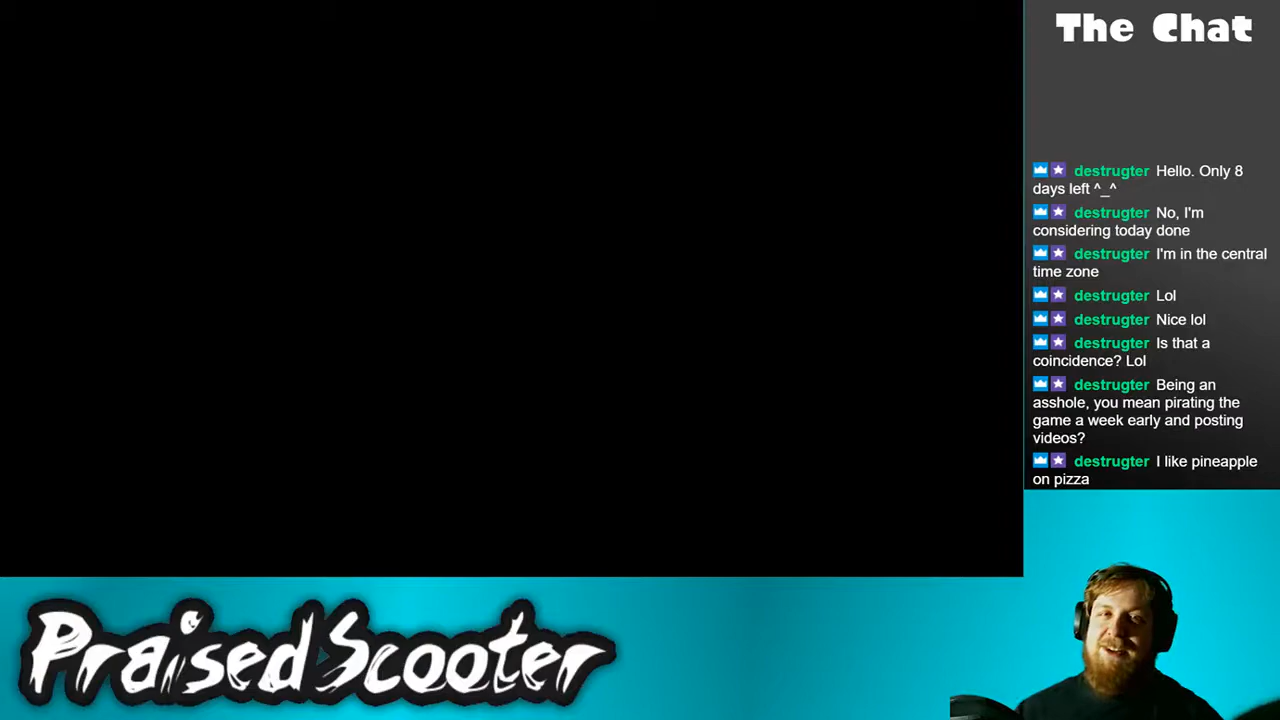 The Chat
destrugter Hello. Only 8
days left ^_^
destrugter No, I'm
considering today done
destrugter I'm in the central
time zone
destrugter Lol
destrugter Nice lol
destrugter Is that a
coincidence? Lol
destrugter Being an
asshole, you mean pirating the
game a week early and posting
videos?
destrugter I like pineapple
on pizza
Praised Scooter